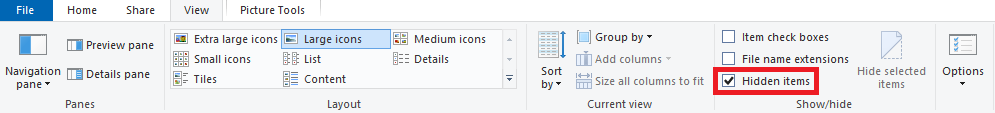 File Home Share View Picture Tools
Navigation pane
Preview pane
Details pane
Panes
Extra large icons Large icons Medium icons
Small icons List Details
Tiles Content
Layout
Sort by
Group by
Add columns
Size all columns to fit
Current view
Item check boxes
File name extensions
Hidden items
Hide selected
items
Show/hide
Options